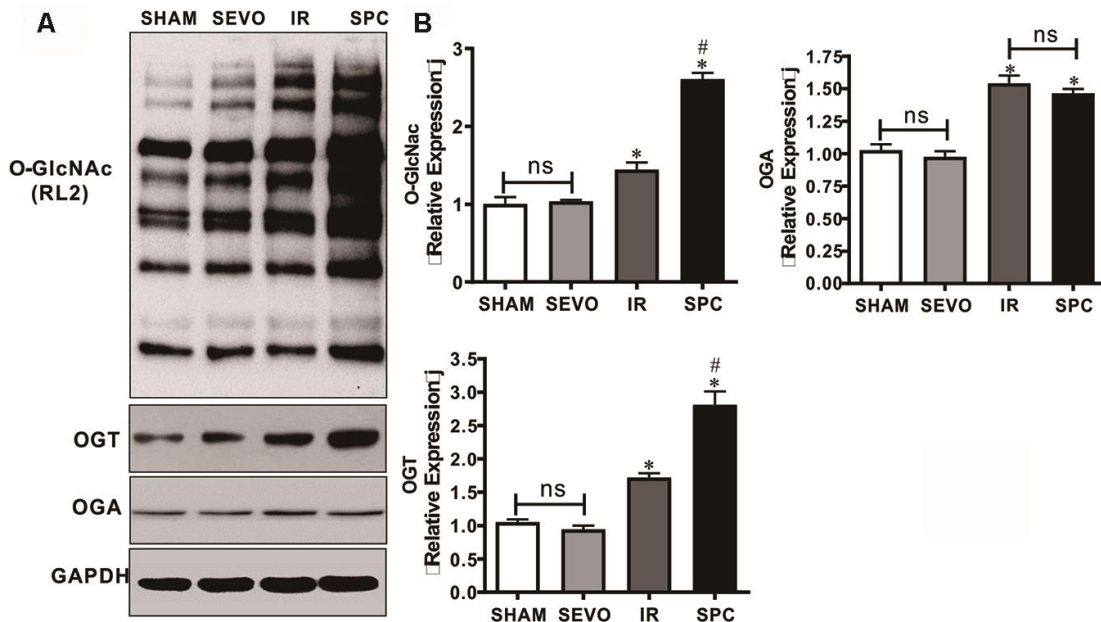 A
SHAM SEVO IR SPC
O-GlcNAc
(RL2)
OGT
OGA
GAPDH
B
O-GlcNac
□Relative Expression□j
3
2
1
0
ns
*
#
*
SHAM SEVO IR SPC
OGA
□Relative Expression□j
1.75
1.50
1.25
1.00
0.75
0.50
0.25
0.00
ns
ns
*
*
SHAM SEVO IR SPC
OGT
□Relative Expression□j
3.5
3.0
2.5
2.0
1.5
1.0
0.5
0.0
ns
*
#
*
SHAM SEVO IR SPC